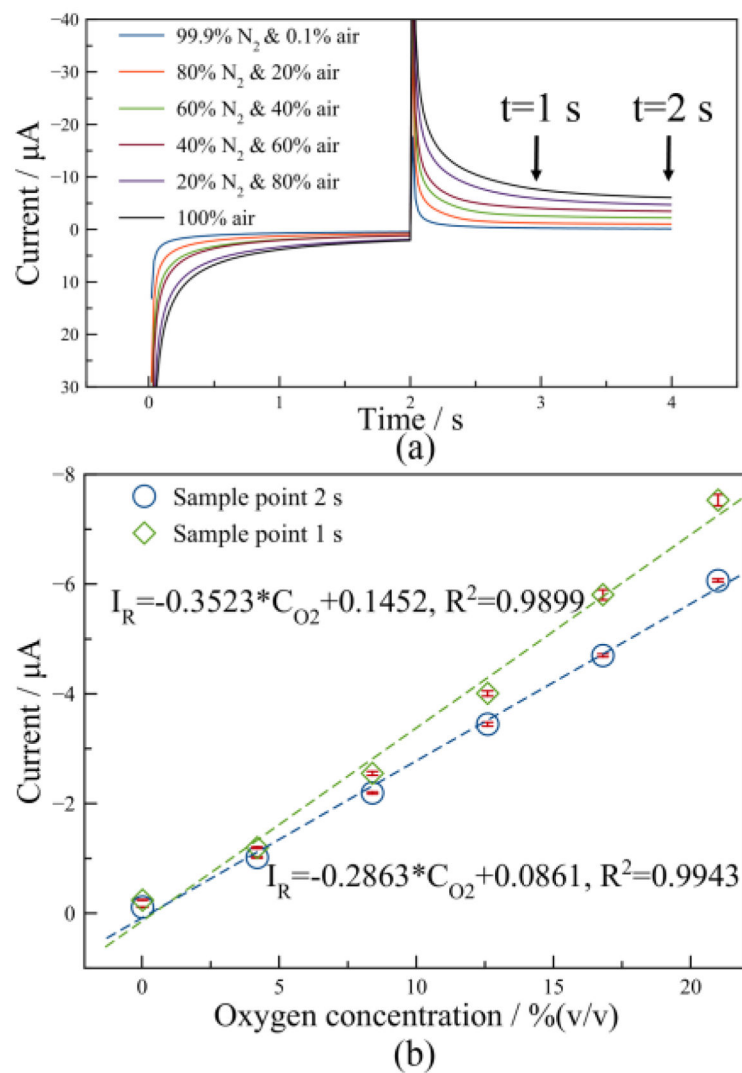 −40
−30
−20
−10
0
10
20
30
Current / μA
99.9% N₂ & 0.1% air
80% N₂ & 20% air
60% N₂ & 40% air
40% N₂ & 60% air
20% N₂ & 80% air
100% air
t=1 s
t=2 s
0 1 2 3 4
Time / s
(a)
−8
−6
−4
−2
0
Current / μA
Sample point 2 s
Sample point 1 s
I_R=-0.3523*C_O2+0.1452, R²=0.9899
I_R=-0.2863*C_O2+0.0861, R²=0.9943
0 5 10 15 20
Oxygen concentration / %(v/v)
(b)